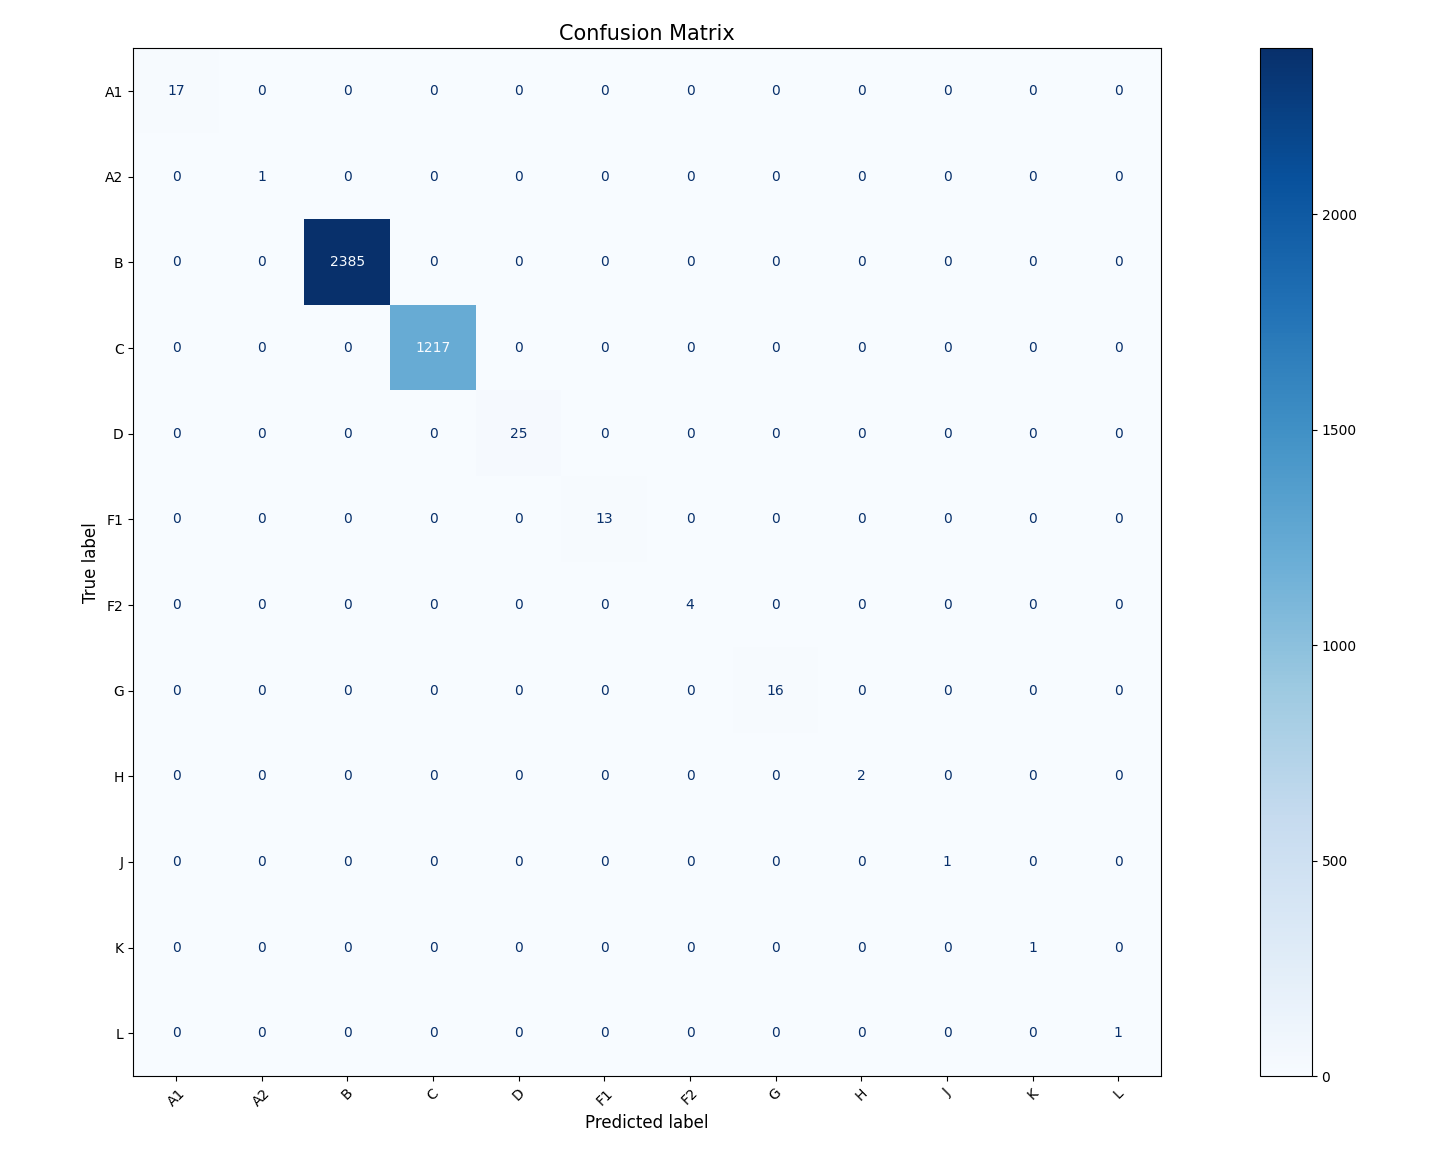 Confusion Matrix
A1 17 0 0 0 0 0 0 0 0 0 0 0
A2 0 1 0 0 0 0 0 0 0 0 0 0
B 0 0 2385 0 0 0 0 0 0 0 0 0
C 0 0 0 1217 0 0 0 0 0 0 0 0
D 0 0 0 0 25 0 0 0 0 0 0 0
F1 0 0 0 0 0 13 0 0 0 0 0 0
F2 0 0 0 0 0 0 4 0 0 0 0 0
G 0 0 0 0 0 0 0 16 0 0 0 0
H 0 0 0 0 0 0 0 0 2 0 0 0
J 0 0 0 0 0 0 0 0 0 1 0 0
K 0 0 0 0 0 0 0 0 0 0 1 0
L 0 0 0 0 0 0 0 0 0 0 0 1
A1 A2 B C D F1 F2 G H J K L
True label
Predicted label
2000
1500
1000
500
0